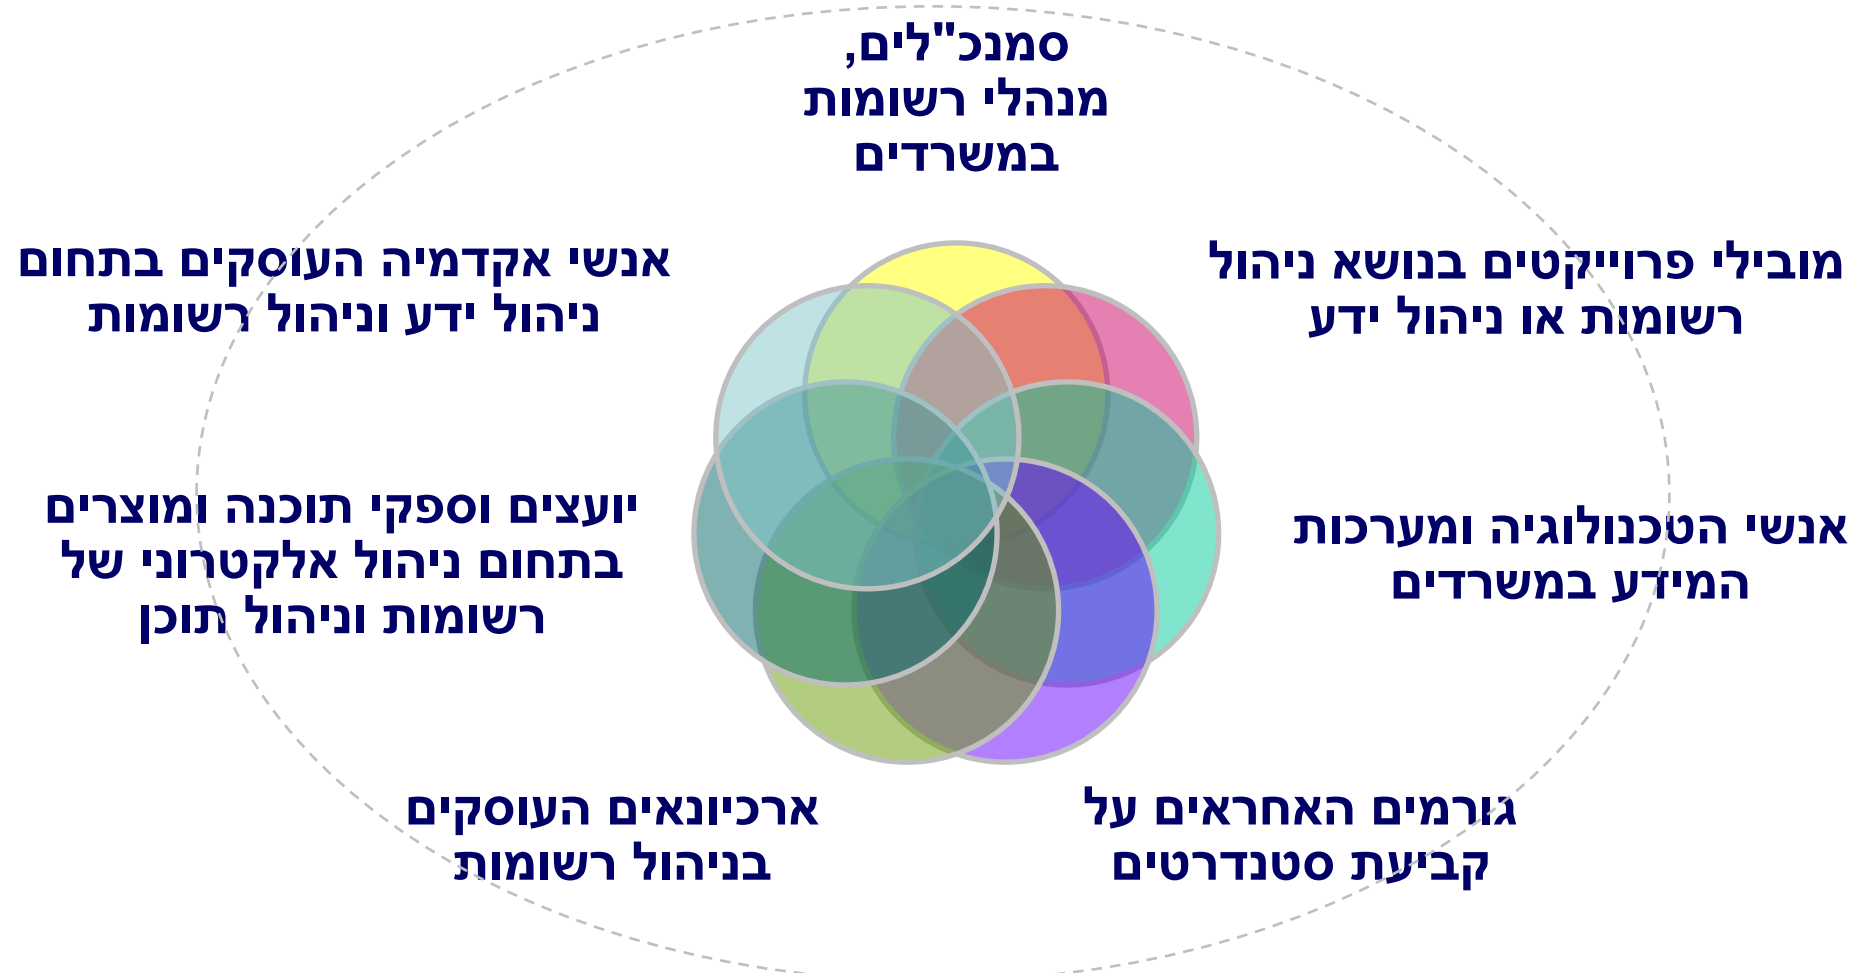 סמנכ"לים,
מנהלי רשומות
במשרדים
מובילי פרוייקטים בנושא ניהול
רשומות או ניהול ידע
אנשי הטכנולוגיה ומערכות
המידע במשרדים
גורמים האחראים על
קביעת סטנדרטים
ארכיונאים העוסקים
בניהול רשומות
יועצים וספקי תוכנה ומוצרים
בתחום ניהול אלקטרוני של
רשומות וניהול תוכן
אנשי אקדמיה העוסקים בתחום
ניהול ידע וניהול רשומות